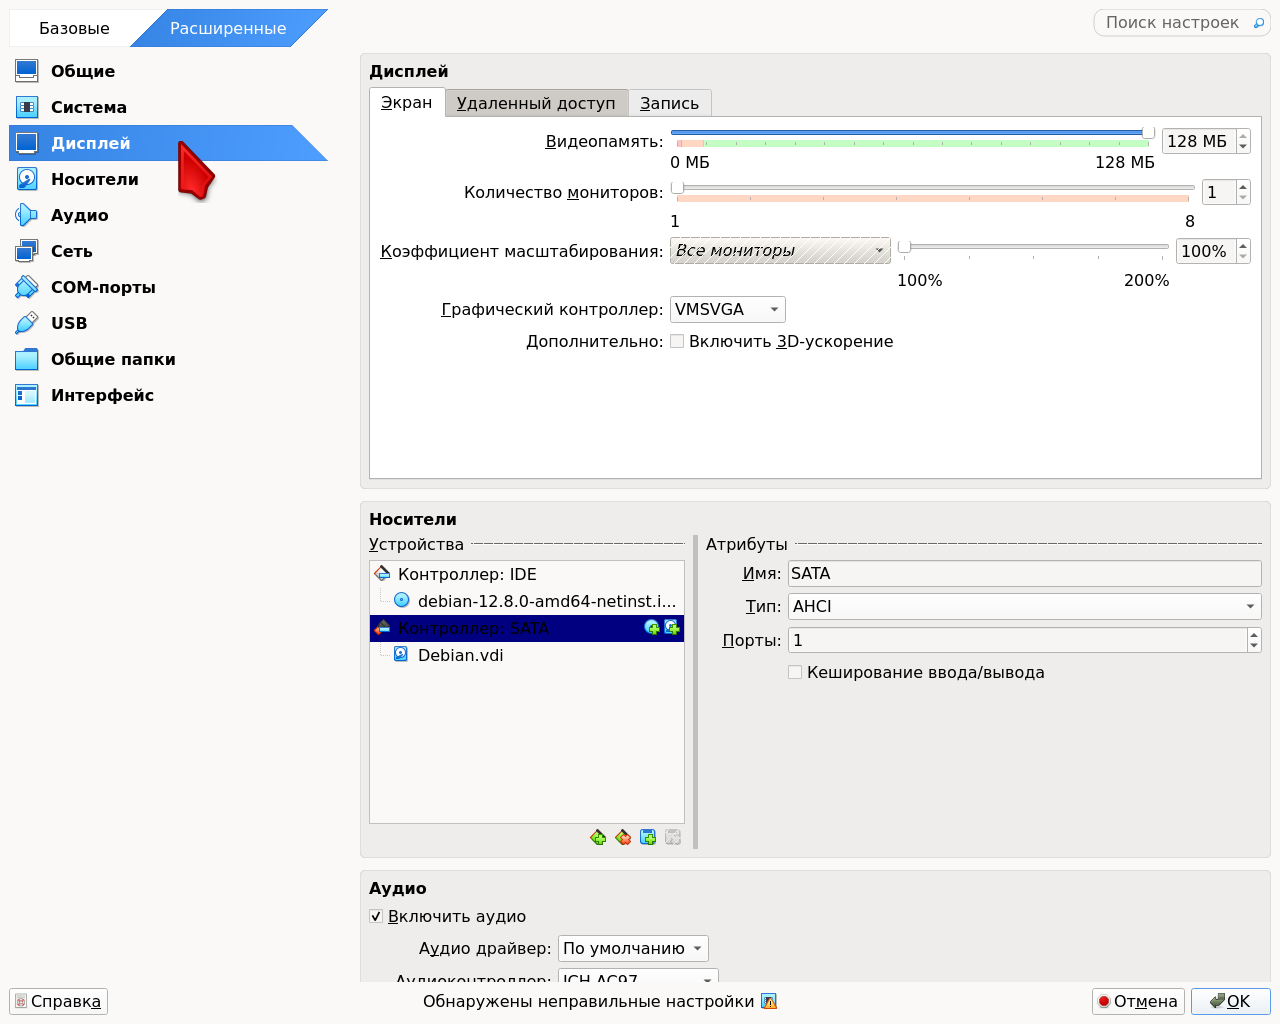 Базовые
Расширенные
Поиск настроек
Общие
Система
Дисплей
Носители
Аудио
Сеть
COM-порты
USB
Общие папки
Интерфейс
Дисплей
Экран
Удаленный доступ
Запись
Видеопамять:
128 МБ
0 МБ
128 МБ
Количество мониторов:
1
1
8
Коэффициент масштабирования:
Все мониторы
100%
100%
200%
Графический контроллер:
VMSVGA
Дополнительно:
Включить 3D-ускорение
Носители
Устройства
Контроллер: IDE
debian-12.8.0-amd64-netinst.i...
Контроллер: SATA
Debian.vdi
Атрибуты
Имя:
SATA
Тип:
AHCI
Порты:
1
Кеширование ввода/вывода
Аудио
Включить аудио
Аудио драйвер:
По умолчанию
Аудиоконтроллер:
ICH AC97
Справка
Обнаружены неправильные настройки
Отмена
OK